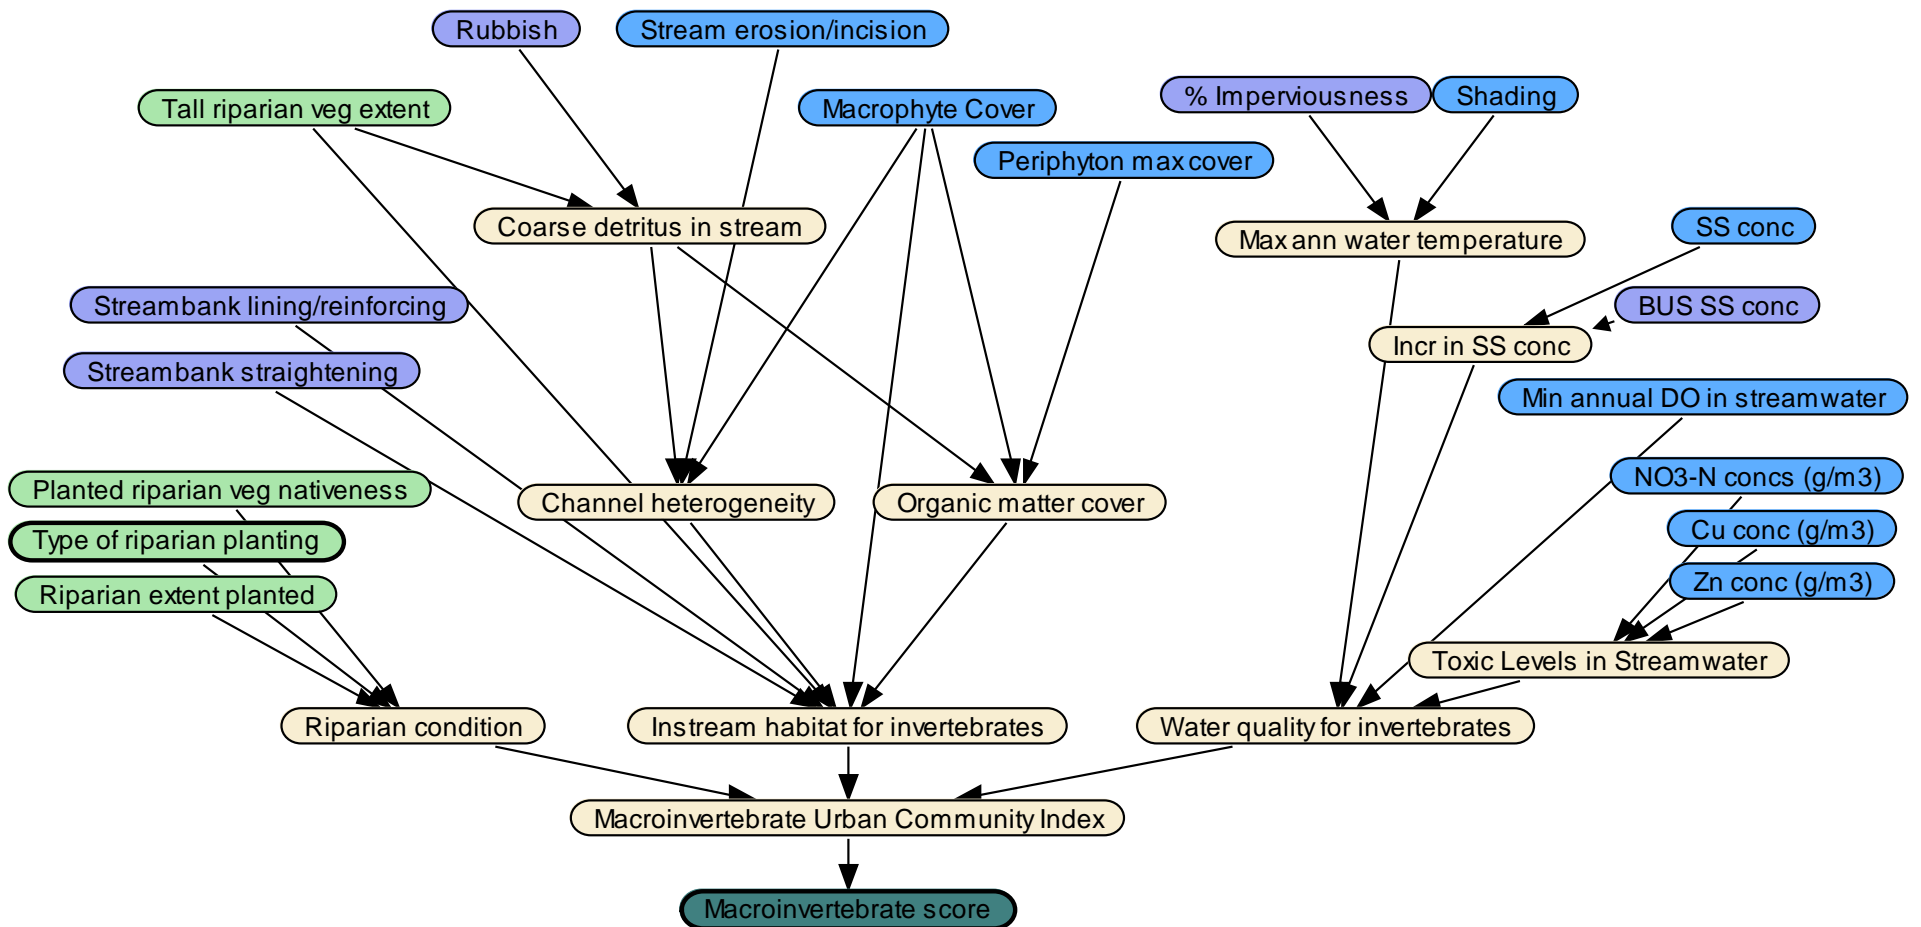 Rubbish
Stream erosion/incision
Tall riparian veg extent
Macrophyte Cover
% Imperviousness
Shading
Periphyton max cover
Coarse detritus in stream
Max ann water temperature
SS conc
Streambank lining/reinforcing
BUS SS conc
Incr in SS conc
Streambank straightening
Min annual DO in streamwater
Planted riparian veg nativeness
Channel heterogeneity
Organic matter cover
NO3-N concs (g/m3)
Type of riparian planting
Cu conc (g/m3)
Riparian extent planted
Zn conc (g/m3)
Toxic Levels in Streamwater
Riparian condition
Instream habitat for invertebrates
Water quality for invertebrates
Macroinvertebrate Urban Community Index
Macroinvertebrate score